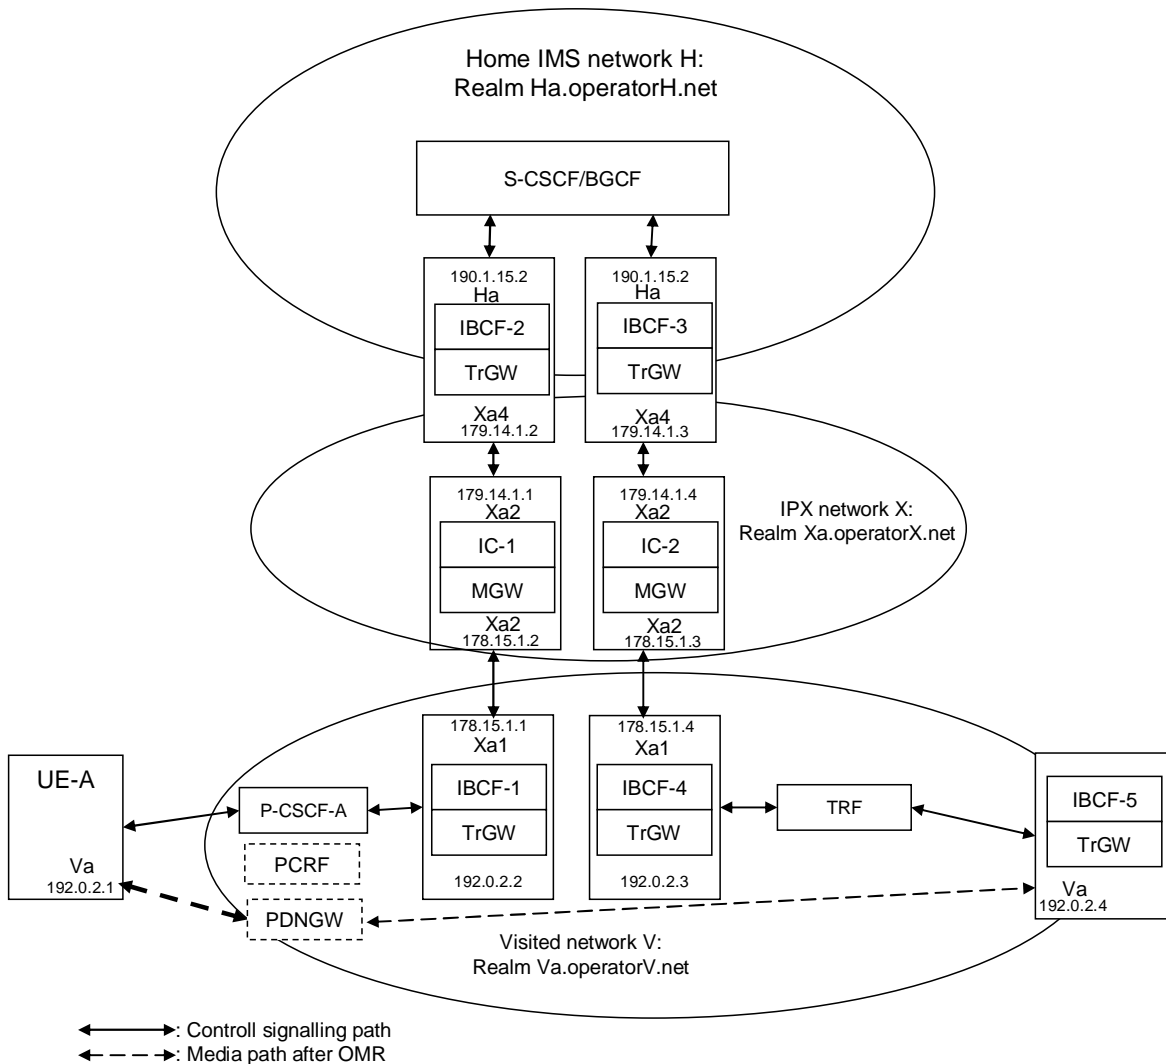 Home IMS network H:
Realm Ha.operatorH.net
S-CSCF/BGCF
190.1.15.2
Ha
IBCF-2
TrGW
Xa4
179.14.1.2
190.1.15.2
Ha
IBCF-3
TrGW
Xa4
179.14.1.3
179.14.1.1
Xa2
IC-1
MGW
Xa2
178.15.1.2
179.14.1.4
Xa2
IC-2
MGW
Xa2
178.15.1.3
IPX network X:
Realm Xa.operatorX.net
UE-A
Va
192.0.2.1
P-CSCF-A
PCRF
PDNGW
178.15.1.1
Xa1
IBCF-1
TrGW
192.0.2.2
178.15.1.4
Xa1
IBCF-4
TrGW
192.0.2.3
TRF
IBCF-5
TrGW
Va
192.0.2.4
Visited network V:
Realm Va.operatorV.net
: Controll signalling path
: Media path after OMR